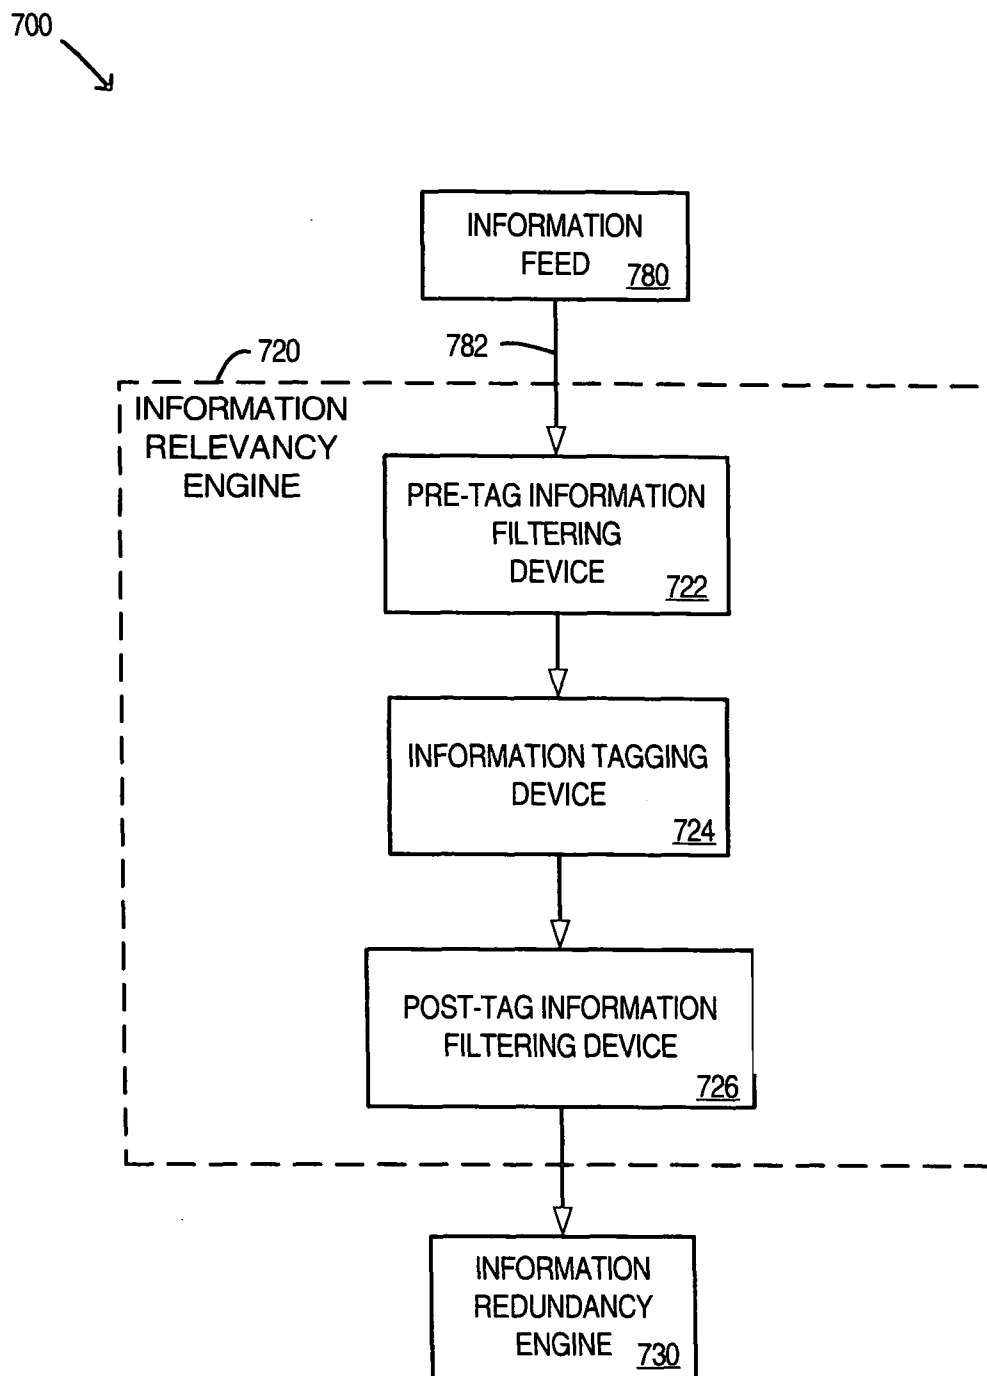 700
INFORMATION
FEED
780
782
720
INFORMATION
RELEVANCY
ENGINE
PRE-TAG INFORMATION
FILTERING
DEVICE
722
INFORMATION TAGGING
DEVICE
724
POST-TAG INFORMATION
FILTERING DEVICE
726
INFORMATION
REDUNDANCY
ENGINE
730